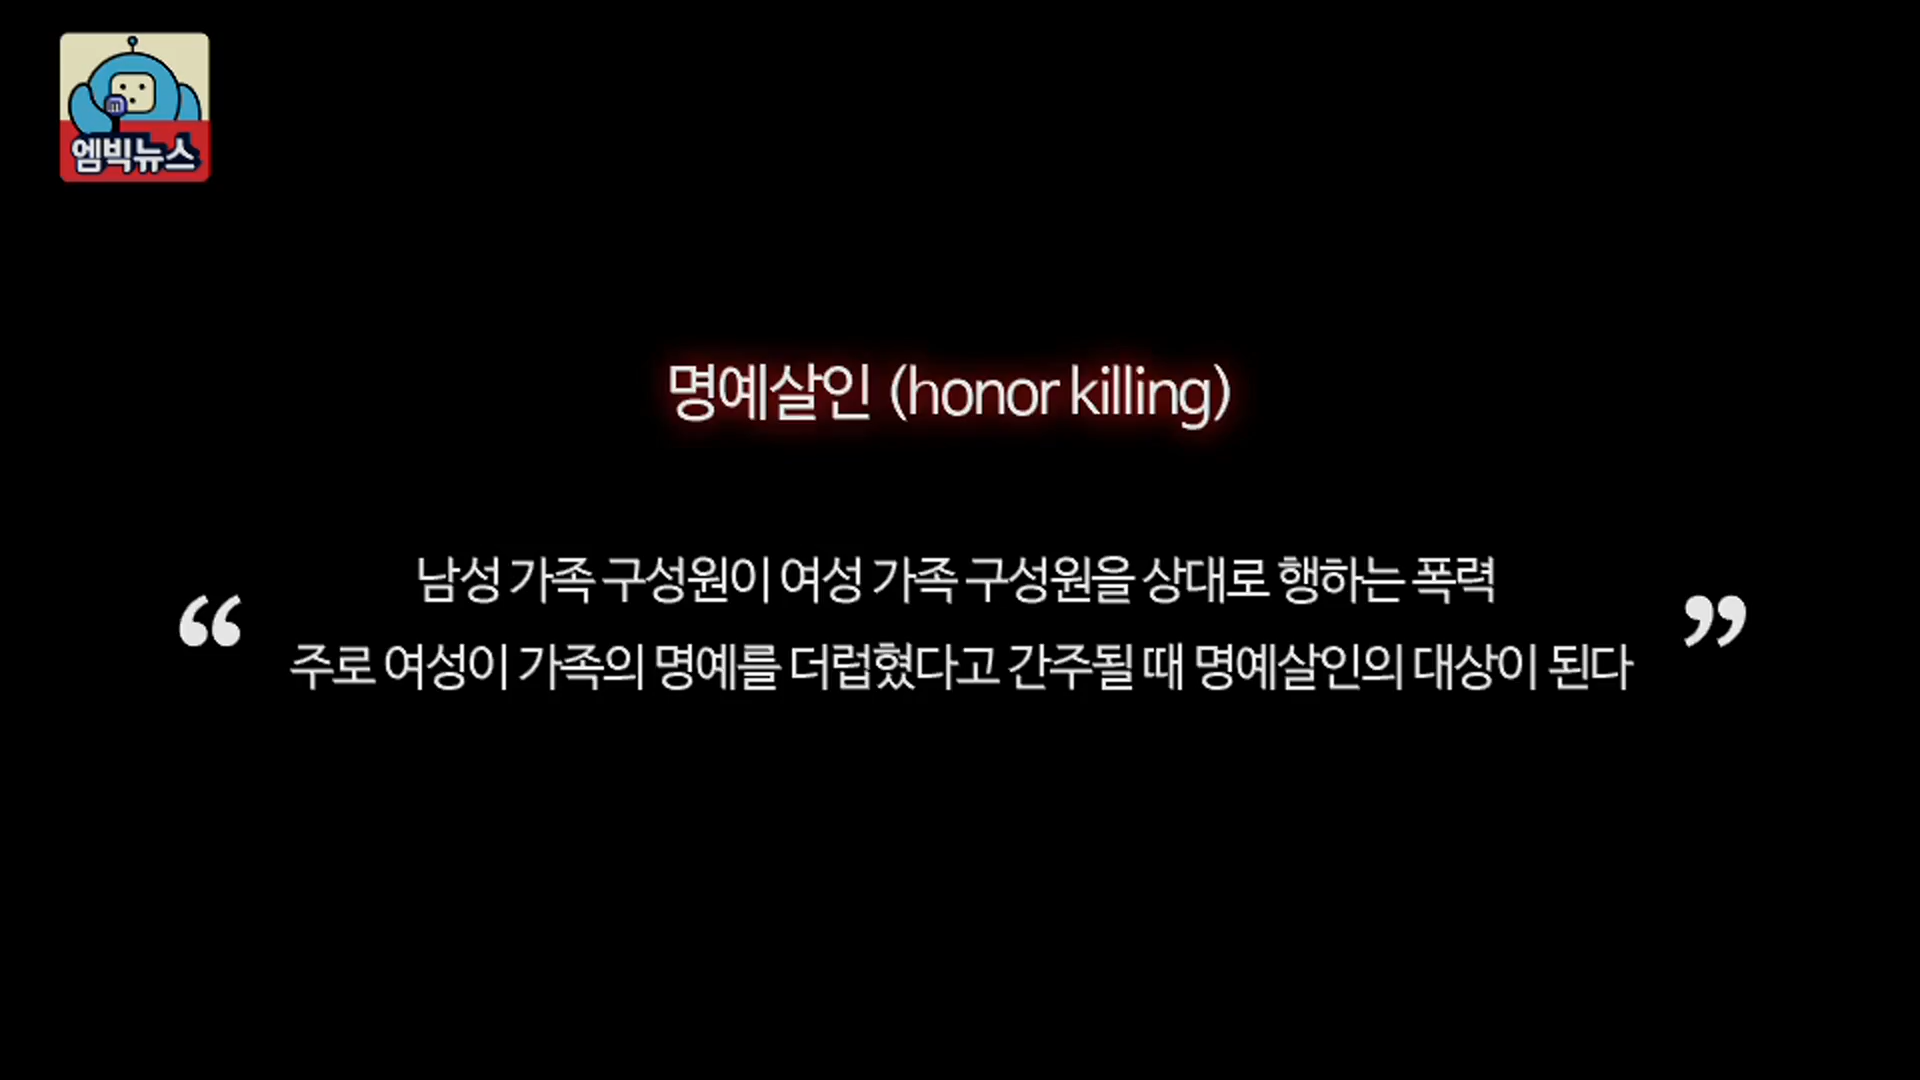 엠빅뉴스
명예살인 (honor killing)
“ 남성 가족 구성원이 여성 가족 구성원을 상대로 행하는 폭력
주로 여성이 가족의 명예를 더럽혔다고 간주될 때 명예살인의 대상이 된다 ”